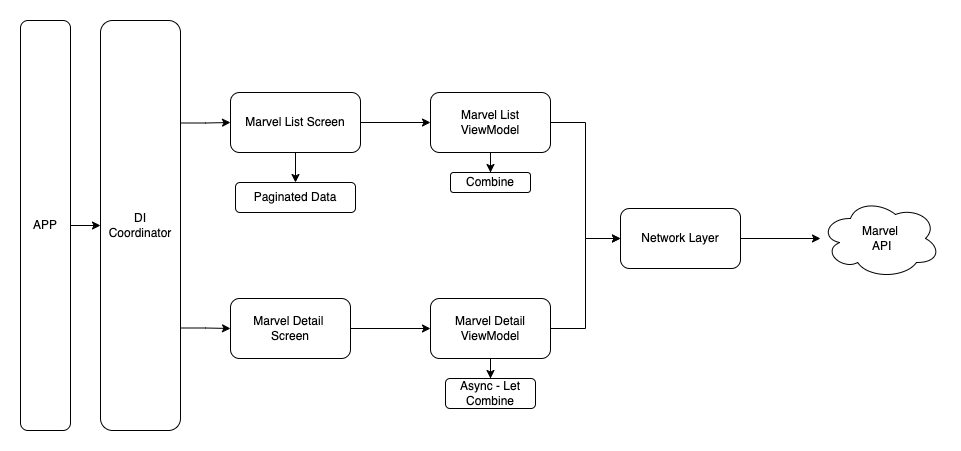 APP
DI
Coordinator
Marvel List Screen
Paginated Data
Marvel List
ViewModel
Combine
Marvel Detail
Screen
Marvel Detail
ViewModel
Async - Let
Combine
Network Layer
Marvel
API